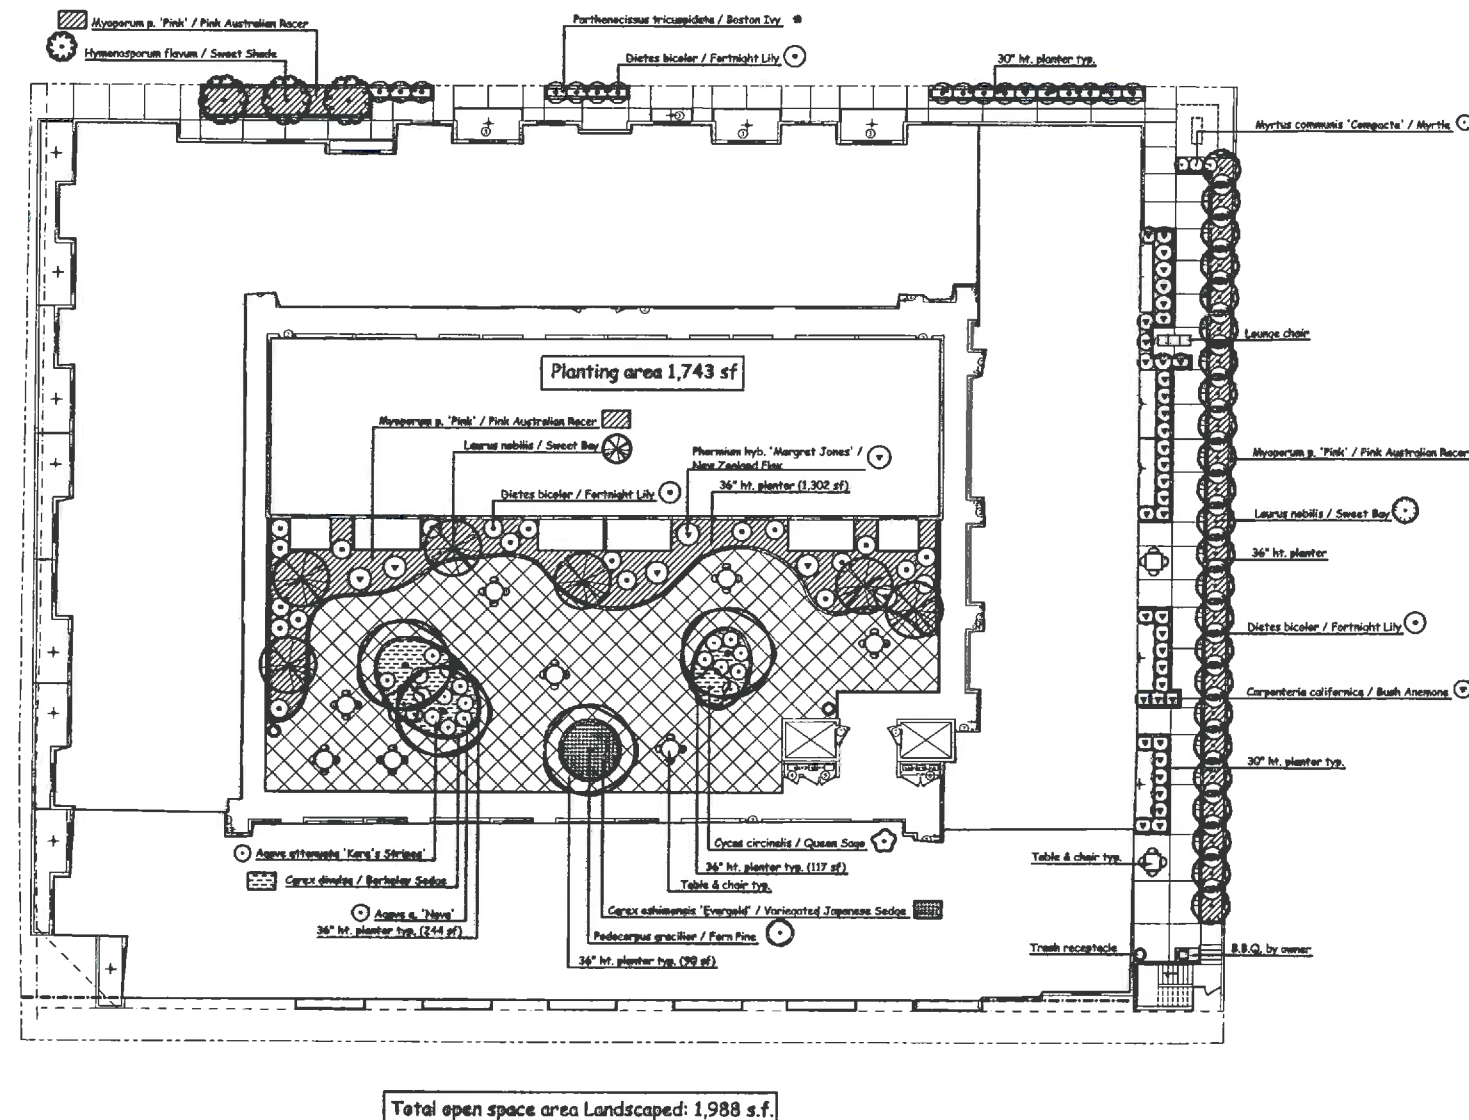 Myoporum p. 'Pink' / Pink Australian Racer
Hymenosporum flavum / Sweet Shade
Parthenocissus tricuspidata / Boston Ivy
Dietes bicolor / Fortnight Lily
30" ht. planter typ.
Myrtus communis 'Compacta' / Myrtle
Lounge chair
Planting area 1,743 sf
Myoporum p. 'Pink' / Pink Australian Racer
Laurus nobilis / Sweet Bay
Phormium hyb. 'Margret Jones' /
New Zealand Flax
36" ht. planter (1,302 sf)
Dietes bicolor / Fortnight Lily
Myoporum p. 'Pink' / Pink Australian Racer
Laurus nobilis / Sweet Bay
36" ht. planter
Dietes bicolor / Fortnight Lily
Carpenteria californica / Bush Anemone
30" ht. planter typ.
Agave attenuata 'Kara's Stripes'
Carex divulsa / Berkeley Sedge
Agave a. 'Nova'
36" ht. planter typ. (244 sf)
Cycas circinalis / Queen Sago
36" ht. planter typ. (117 sf)
Table & chair typ.
Carex oshimensis 'Evergold' / Variegated Japanese Sedge
Podocarpus gracilior / Fern Pine
36" ht. planter typ. (90 sf)
Table & chair typ.
Trash receptacle
B.B.Q. by owner
Total open space area Landscaped: 1,988 s.f.